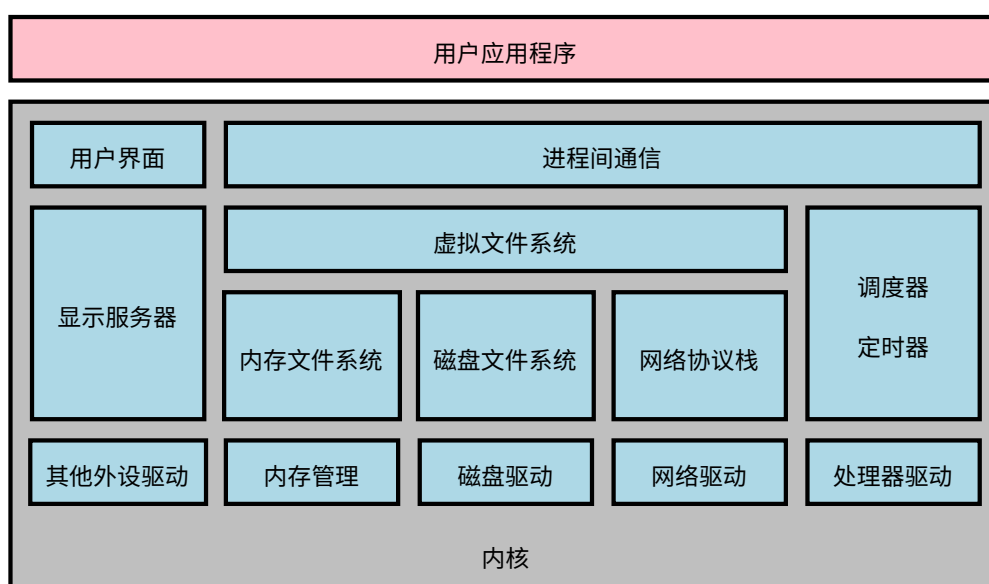 用户应用程序
用户界面
进程间通信
虚拟文件系统
显示服务器
调度器
定时器
内存文件系统
磁盘文件系统
网络协议栈
其他外设驱动
内存管理
磁盘驱动
网络驱动
处理器驱动
内核